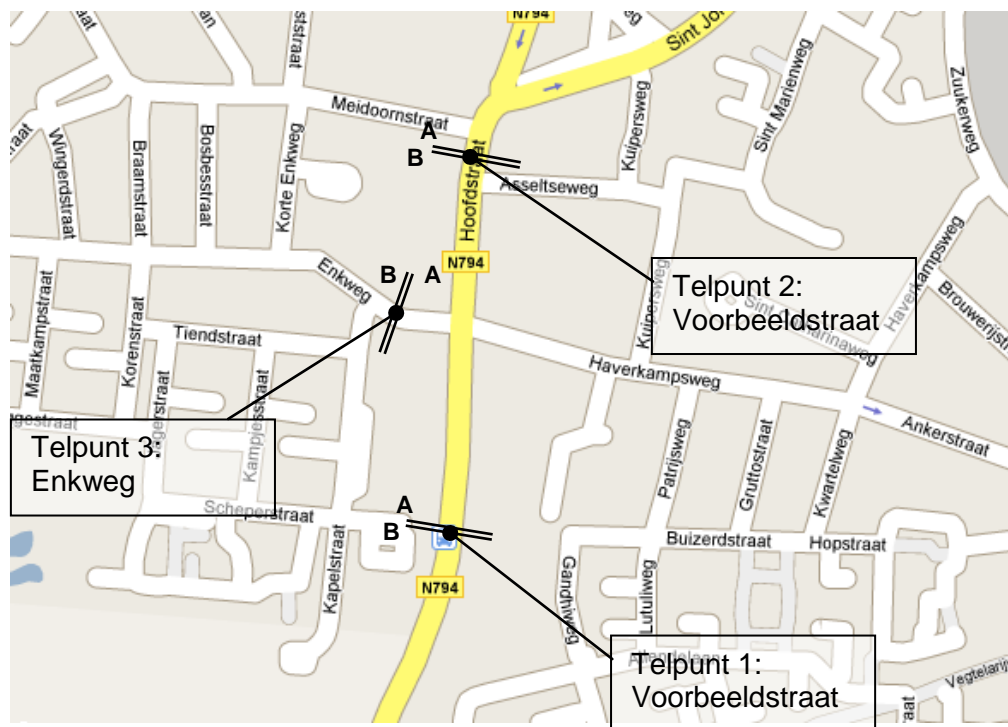 N794
Sint Jo
Zuukerweg
Meidoornstraat
A
B
Hoofdstraat
Asseltseweg
Kuipersweg
Sint Marienweg
Wingerdstraat
Braamstraat
Bosbesstraat
Korte Enkweg
straat
Enkweg
B
A
N794
Telpunt 2:
Voorbeeldstraat
Kuipersweg
Haverkampsweg
Maatkampstraat
Korenstraat
Tiendstraat
Kampjesstraat
Haverkampsweg
Ankerstraat
Telpunt 3:
Enkweg
Patrijsweg
Gruttostraat
Kwartelweg
Scheperstraat
A
B
Kapelstraat
N794
Buizerdstraat
Hopstraat
Gandhiweg
Lutuliweg
Telpunt 1:
Voorbeeldstraat